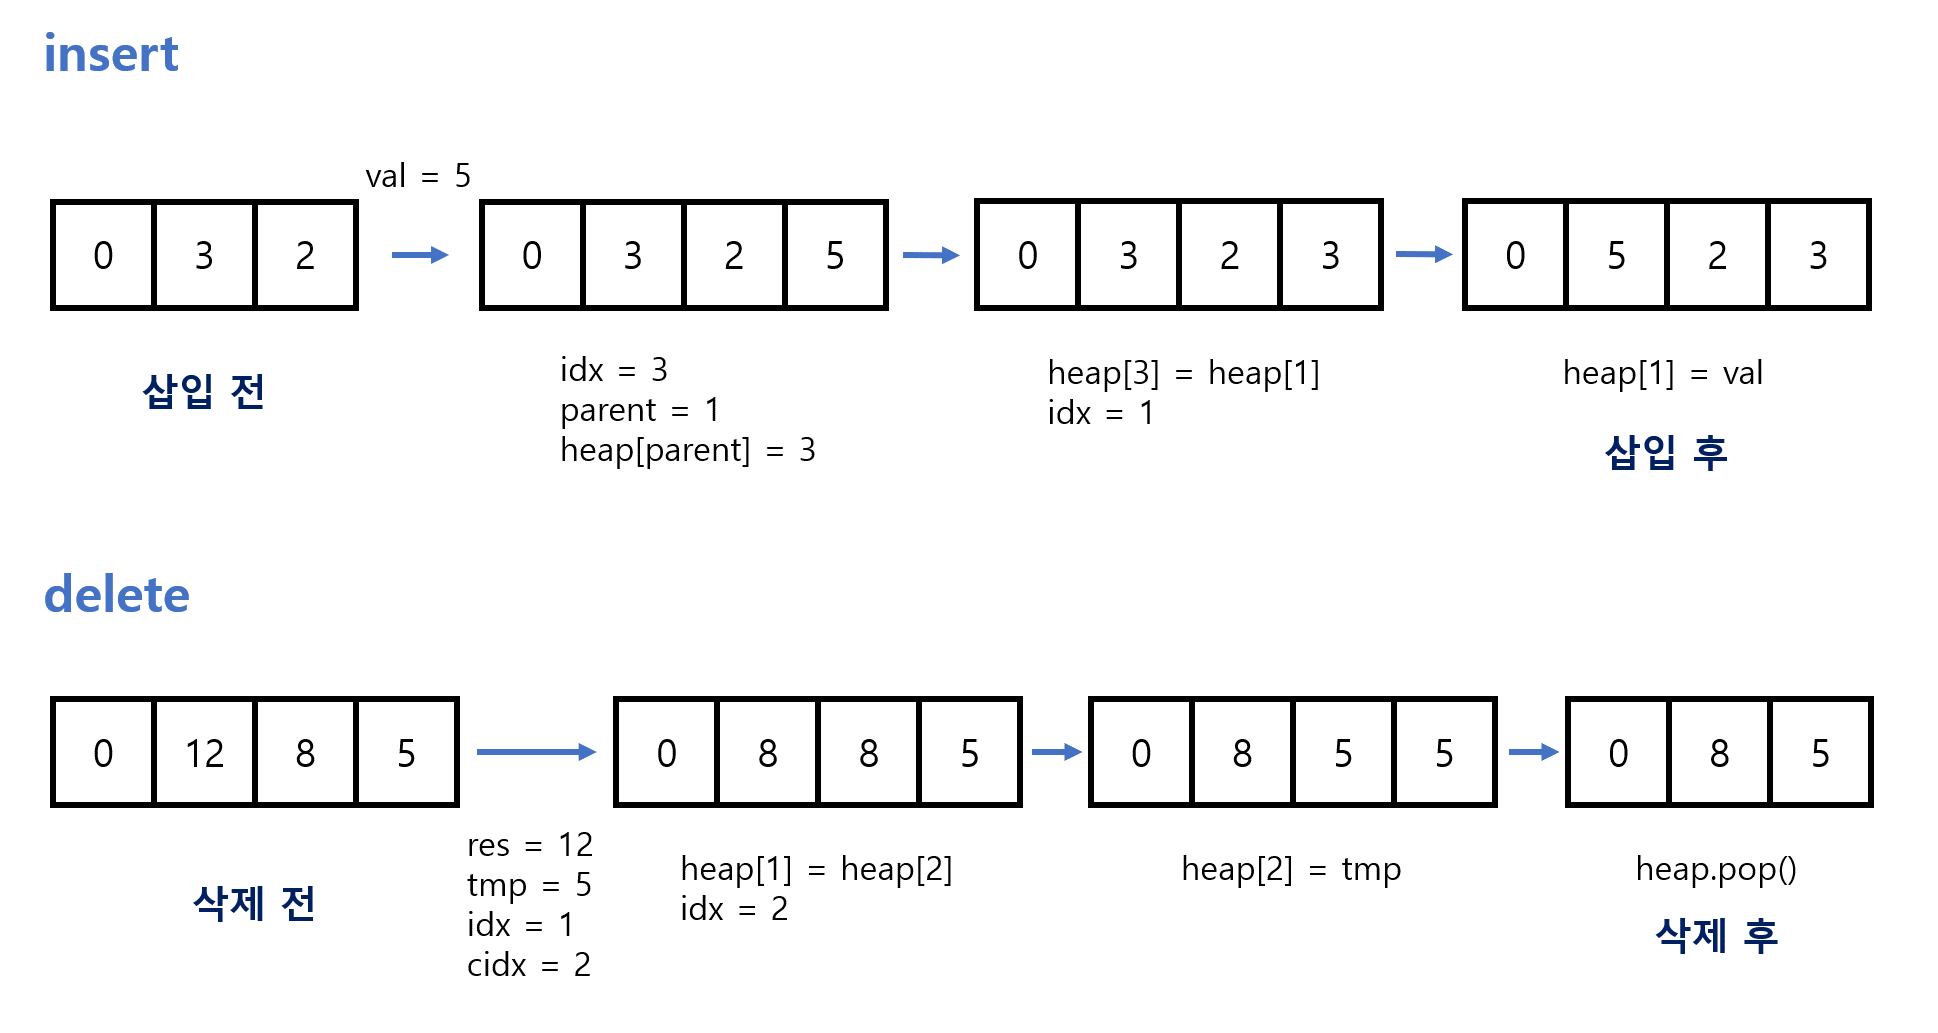 insert
val = 5
0 3 2
0 3 2 5
0 3 2 3
0 5 2 3
삽입 전
idx = 3
parent = 1
heap[parent] = 3
heap[3] = heap[1]
idx = 1
heap[1] = val
삽입 후
delete
0 12 8 5
0 8 8 5
0 8 5 5
0 8 5
삭제 전
res = 12
tmp = 5
idx = 1
cidx = 2
heap[1] = heap[2]
idx = 2
heap[2] = tmp
heap.pop()
삭제 후